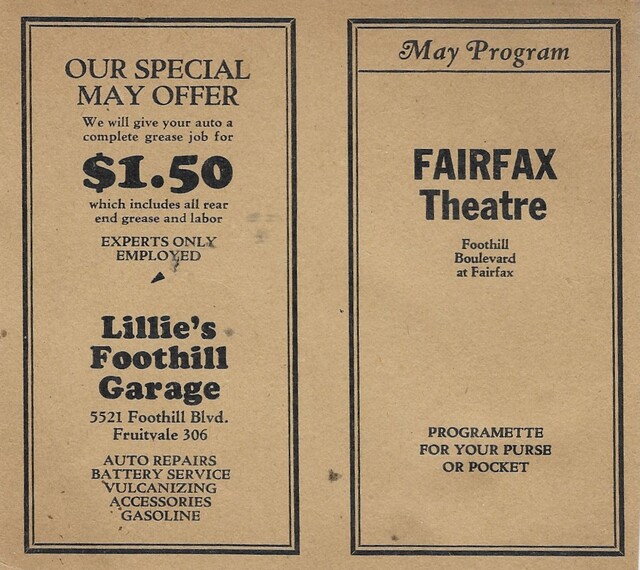 OUR SPECIAL
MAY OFFER
We will give your auto a
complete grease job for
$1.50
which includes all rear
end grease and labor
EXPERTS ONLY
EMPLOYED
Lillie's
Foothill
Garage
5521 Foothill Blvd.
Fruitvale 306
AUTO REPAIRS
BATTERY SERVICE
VULCANIZING
ACCESSORIES
GASOLINE
May Program
FAIRFAX
Theatre
Foothill
Boulevard
at Fairfax
PROGRAMETTE
FOR YOUR PURSE
OR POCKET